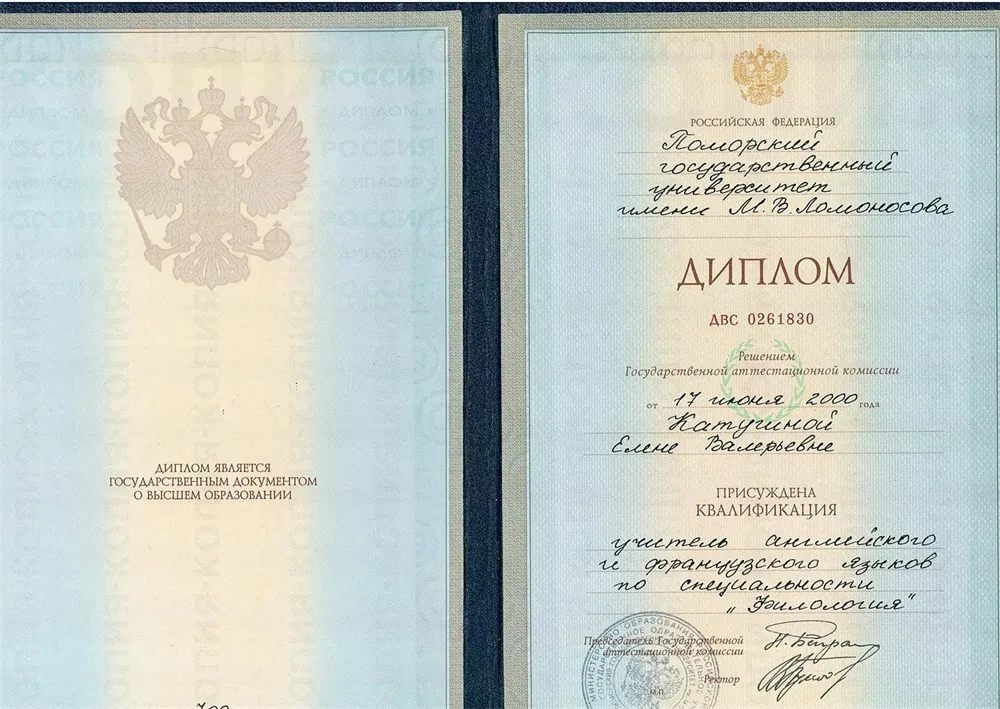 ДИПЛОМ ЯВЛЯЕТСЯ
ГОСУДАРСТВЕННЫМ ДОКУМЕНТОМ
О ВЫСШЕМ ОБРАЗОВАНИИ
РОССИЙСКАЯ ФЕДЕРАЦИЯ
Поморский
государственный
университет
имени М.В. Ломоносова
ДИПЛОМ
ДВС 0261830
Решением
Государственной аттестационной комиссии
от 17 июня 2000 года
Катугиной
Елене Валерьевне
ПРИСУЖДЕНА
КВАЛИФИКАЦИЯ
учитель английского
и французского языков
по специальности
„Филология"
Председатель Государственной
аттестационной комиссии
Ректор
М.П.